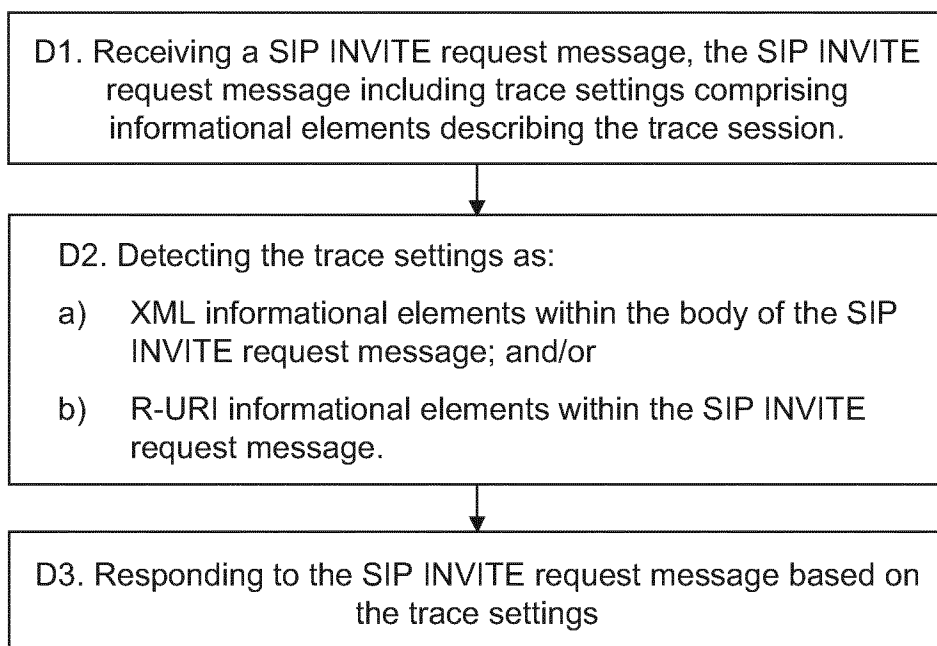 D1. Receiving a SIP INVITE request message, the SIP INVITE
request message including trace settings comprising
informational elements describing the trace session.
D2. Detecting the trace settings as:
a) XML informational elements within the body of the SIP
INVITE request message; and/or
b) R-URI informational elements within the SIP INVITE
request message.
D3. Responding to the SIP INVITE request message based on
the trace settings